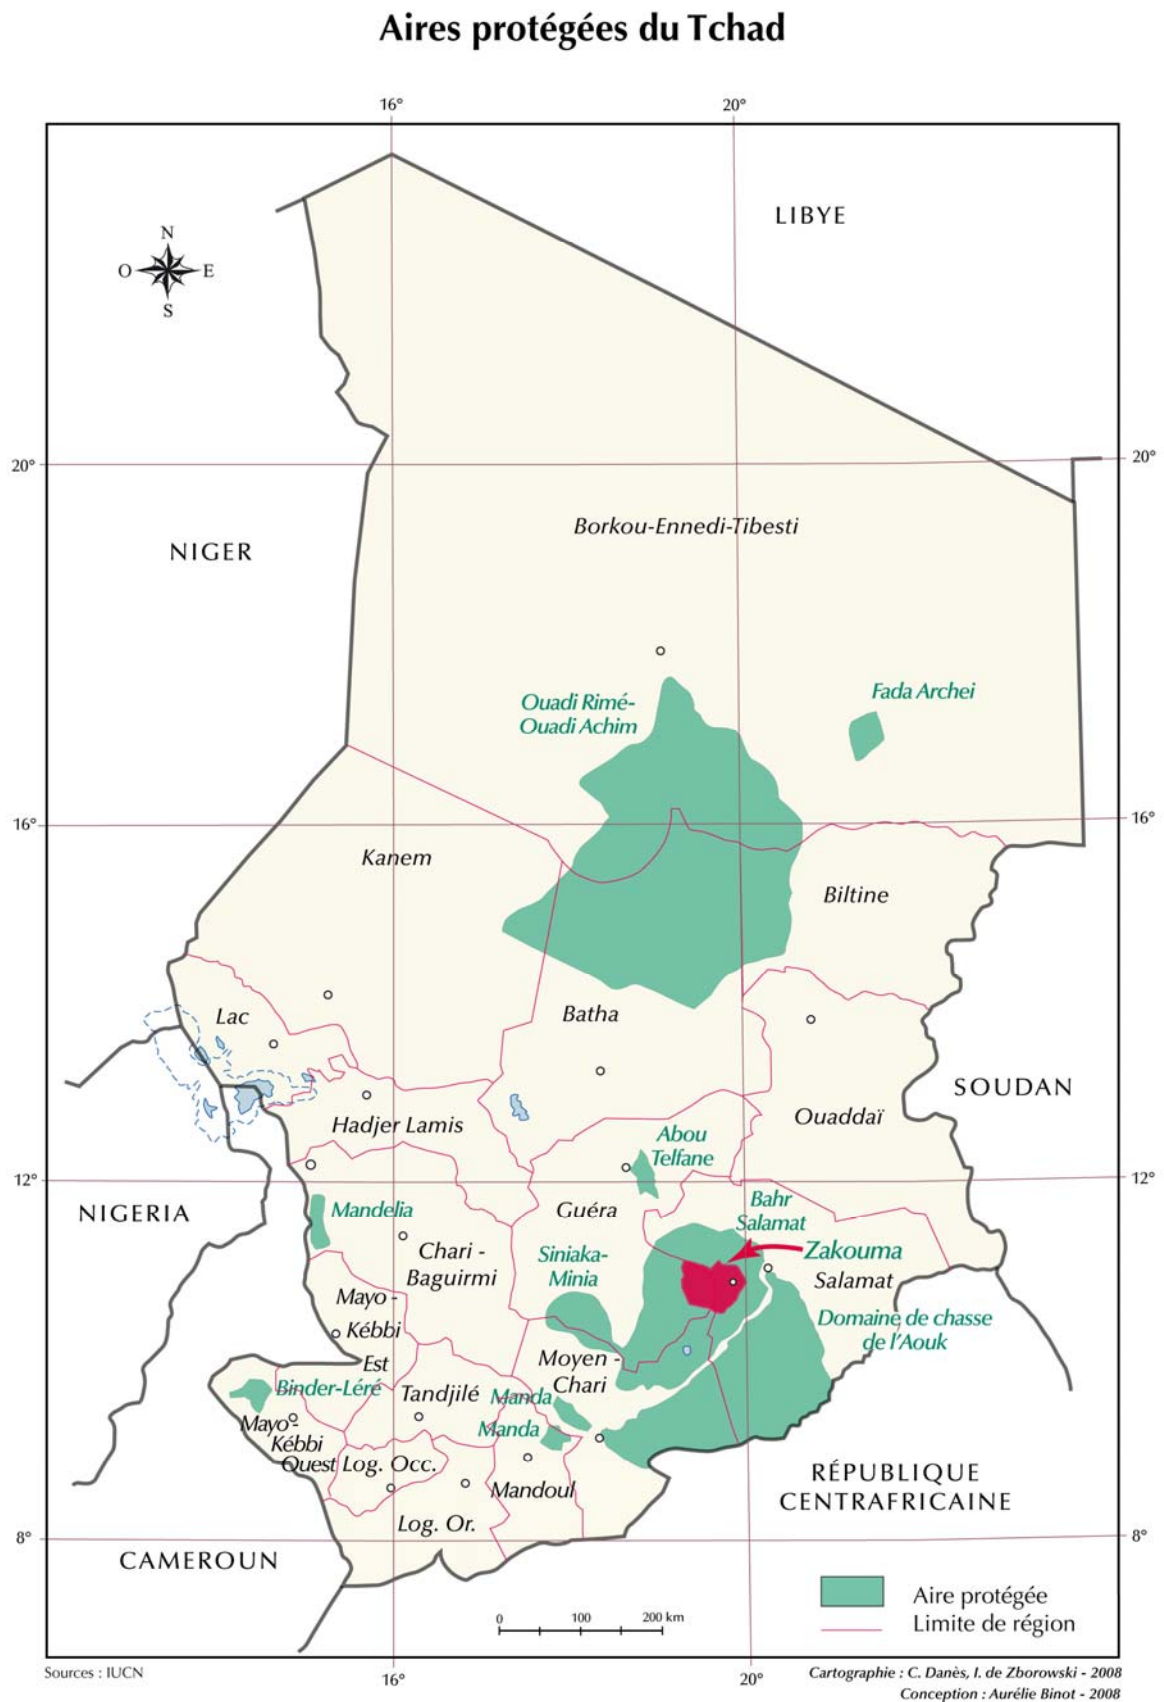 Aires protégées du Tchad
16°
20°
LIBYE
N
O
E
S
20°
20°
Borkou-Ennedi-Tibesti
NIGER
Ouadi Rimé-
Ouadi Achim
Fada Archei
16°
16°
Kanem
Biltine
Lac
Batha
SOUDAN
Hadjer Lamis
Ouaddaï
Abou
Telfane
12°
12°
NIGERIA
Mandelia
Guéra
Bahr
Salamat
Chari -
Baguirmi
Siniaka-
Minia
Zakouma
Salamat
Mayo -
Kébbi
Est
Domaine de chasse
de l'Aouk
Moyen -
Chari
Binder-Léré
Tandjilé
Manda
Manda
Mayo-
Kébbi
Ouest
Log. Occ.
Mandoul
RÉPUBLIQUE
CENTRAFRICAINE
Log. Or.
8°
8°
CAMEROUN
Aire protégée
Limite de région
0
100
200 km
Sources : IUCN
16°
20°
Cartographie : C. Danès, I. de Zborowski - 2008
Conception : Aurélie Binot - 2008